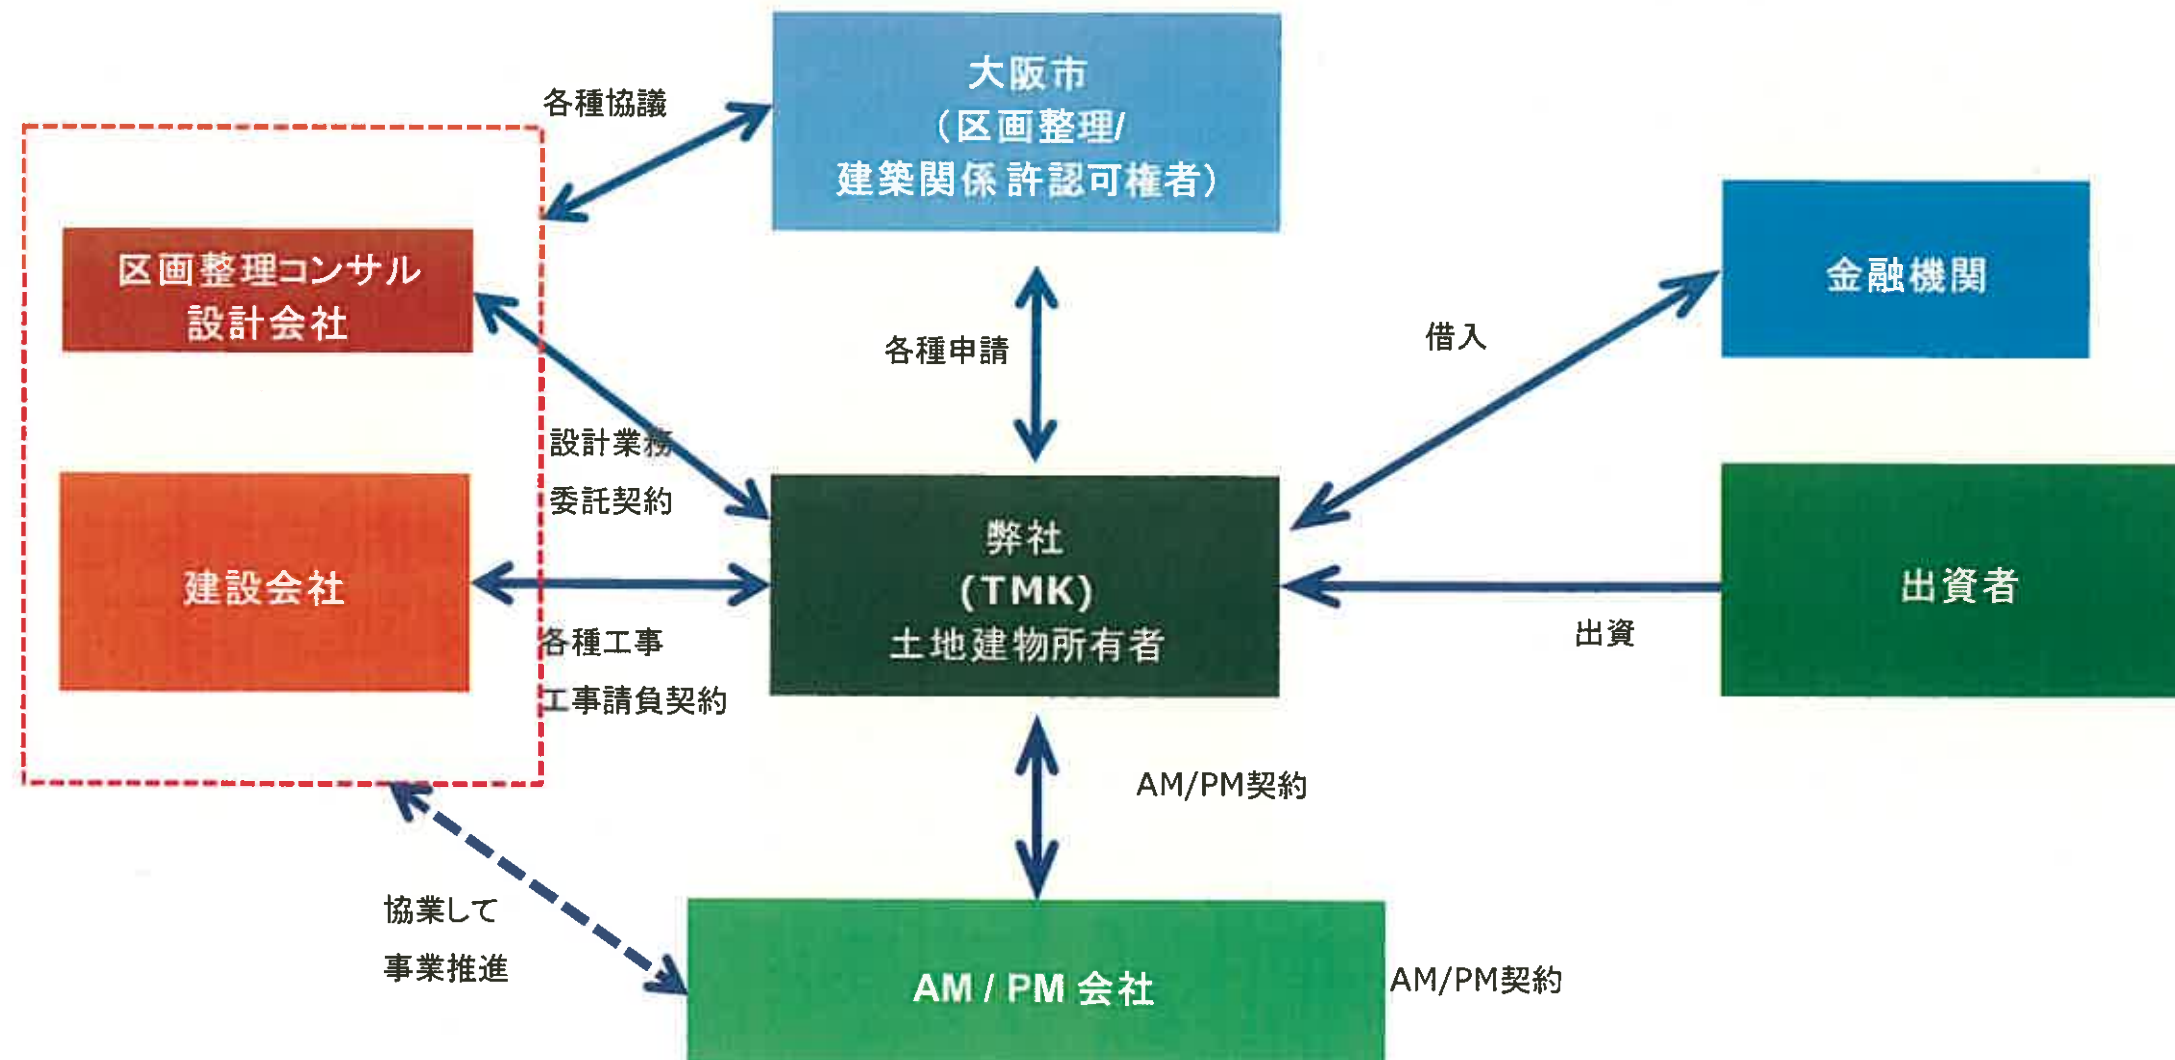 大阪市
（区画整理/
建築関係 許認可権者）
各種協議
区画整理コンサル
設計会社
金融機関
各種申請
借入
設計業務
委託契約
弊社
(TMK)
土地建物所有者
建設会社
出資者
各種工事
工事請負契約
出資
AM/PM契約
協業して
事業推進
AM / PM 会社
AM/PM契約